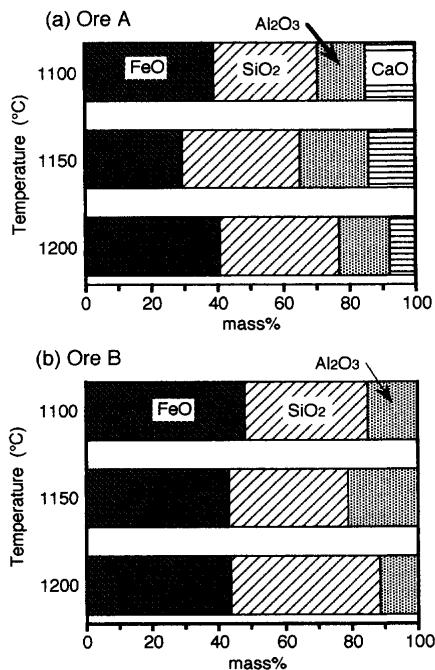 (a) Ore A
Al₂O₃
FeO SiO₂ CaO
1100
1150
1200
Temperature (°C)
0 20 40 60 80 100
mass%
(b) Ore B
Al₂O₃
FeO SiO₂
1100
1150
1200
Temperature (°C)
0 20 40 60 80 100
mass%